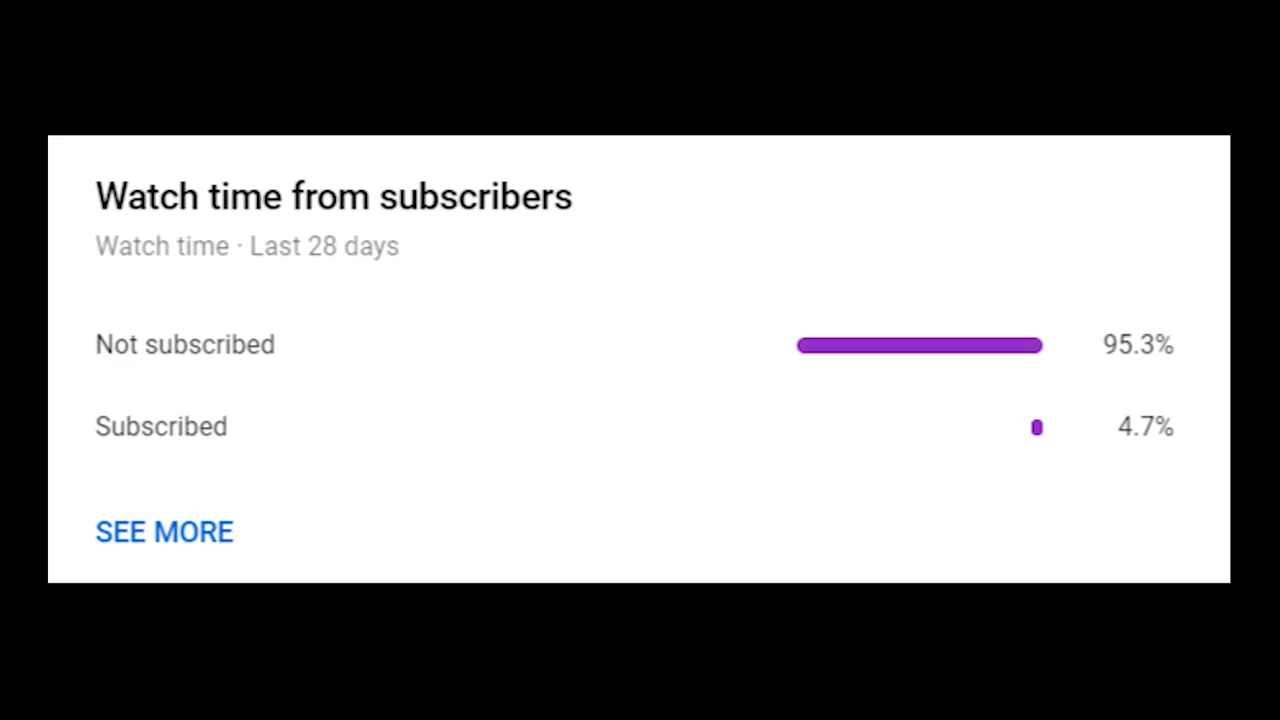 Watch time from subscribers
Watch time · Last 28 days
Not subscribed 95.3%
Subscribed 4.7%
SEE MORE